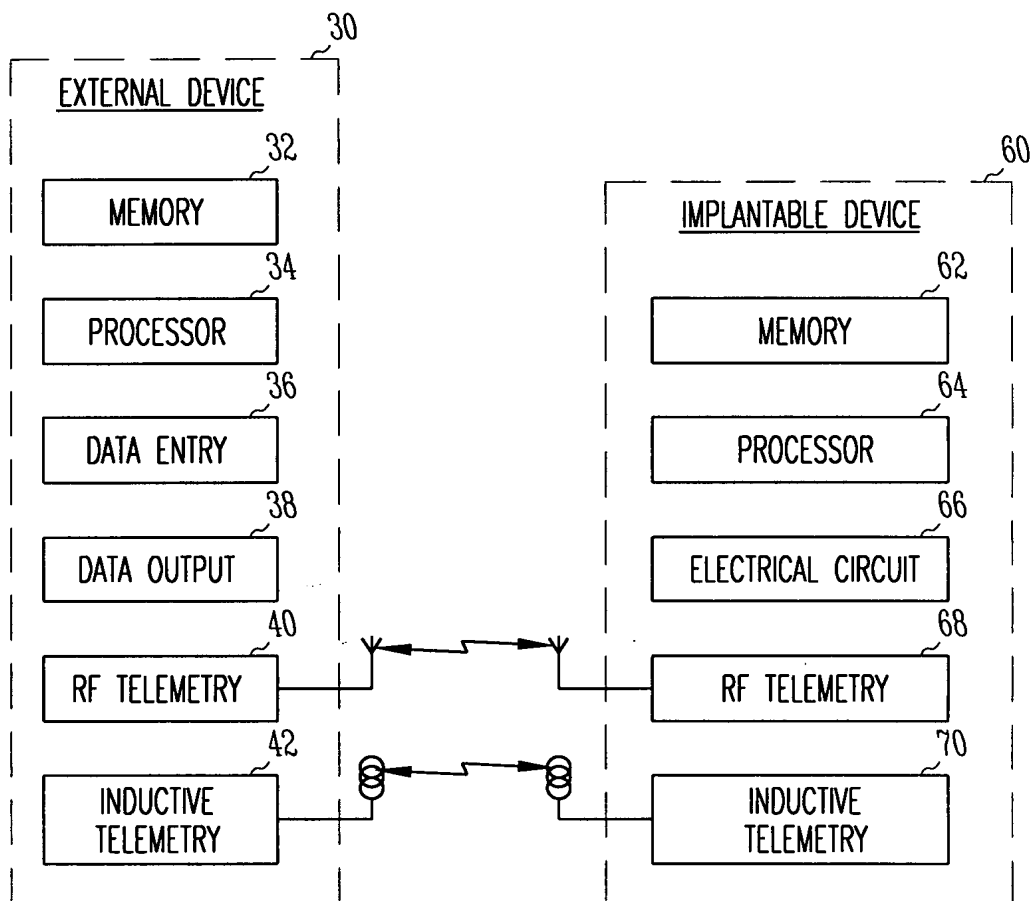 30
EXTERNAL DEVICE
32
MEMORY
34
PROCESSOR
36
DATA ENTRY
38
DATA OUTPUT
40
RF TELEMETRY
42
INDUCTIVE
TELEMETRY
60
IMPLANTABLE DEVICE
62
MEMORY
64
PROCESSOR
66
ELECTRICAL CIRCUIT
68
RF TELEMETRY
70
INDUCTIVE
TELEMETRY